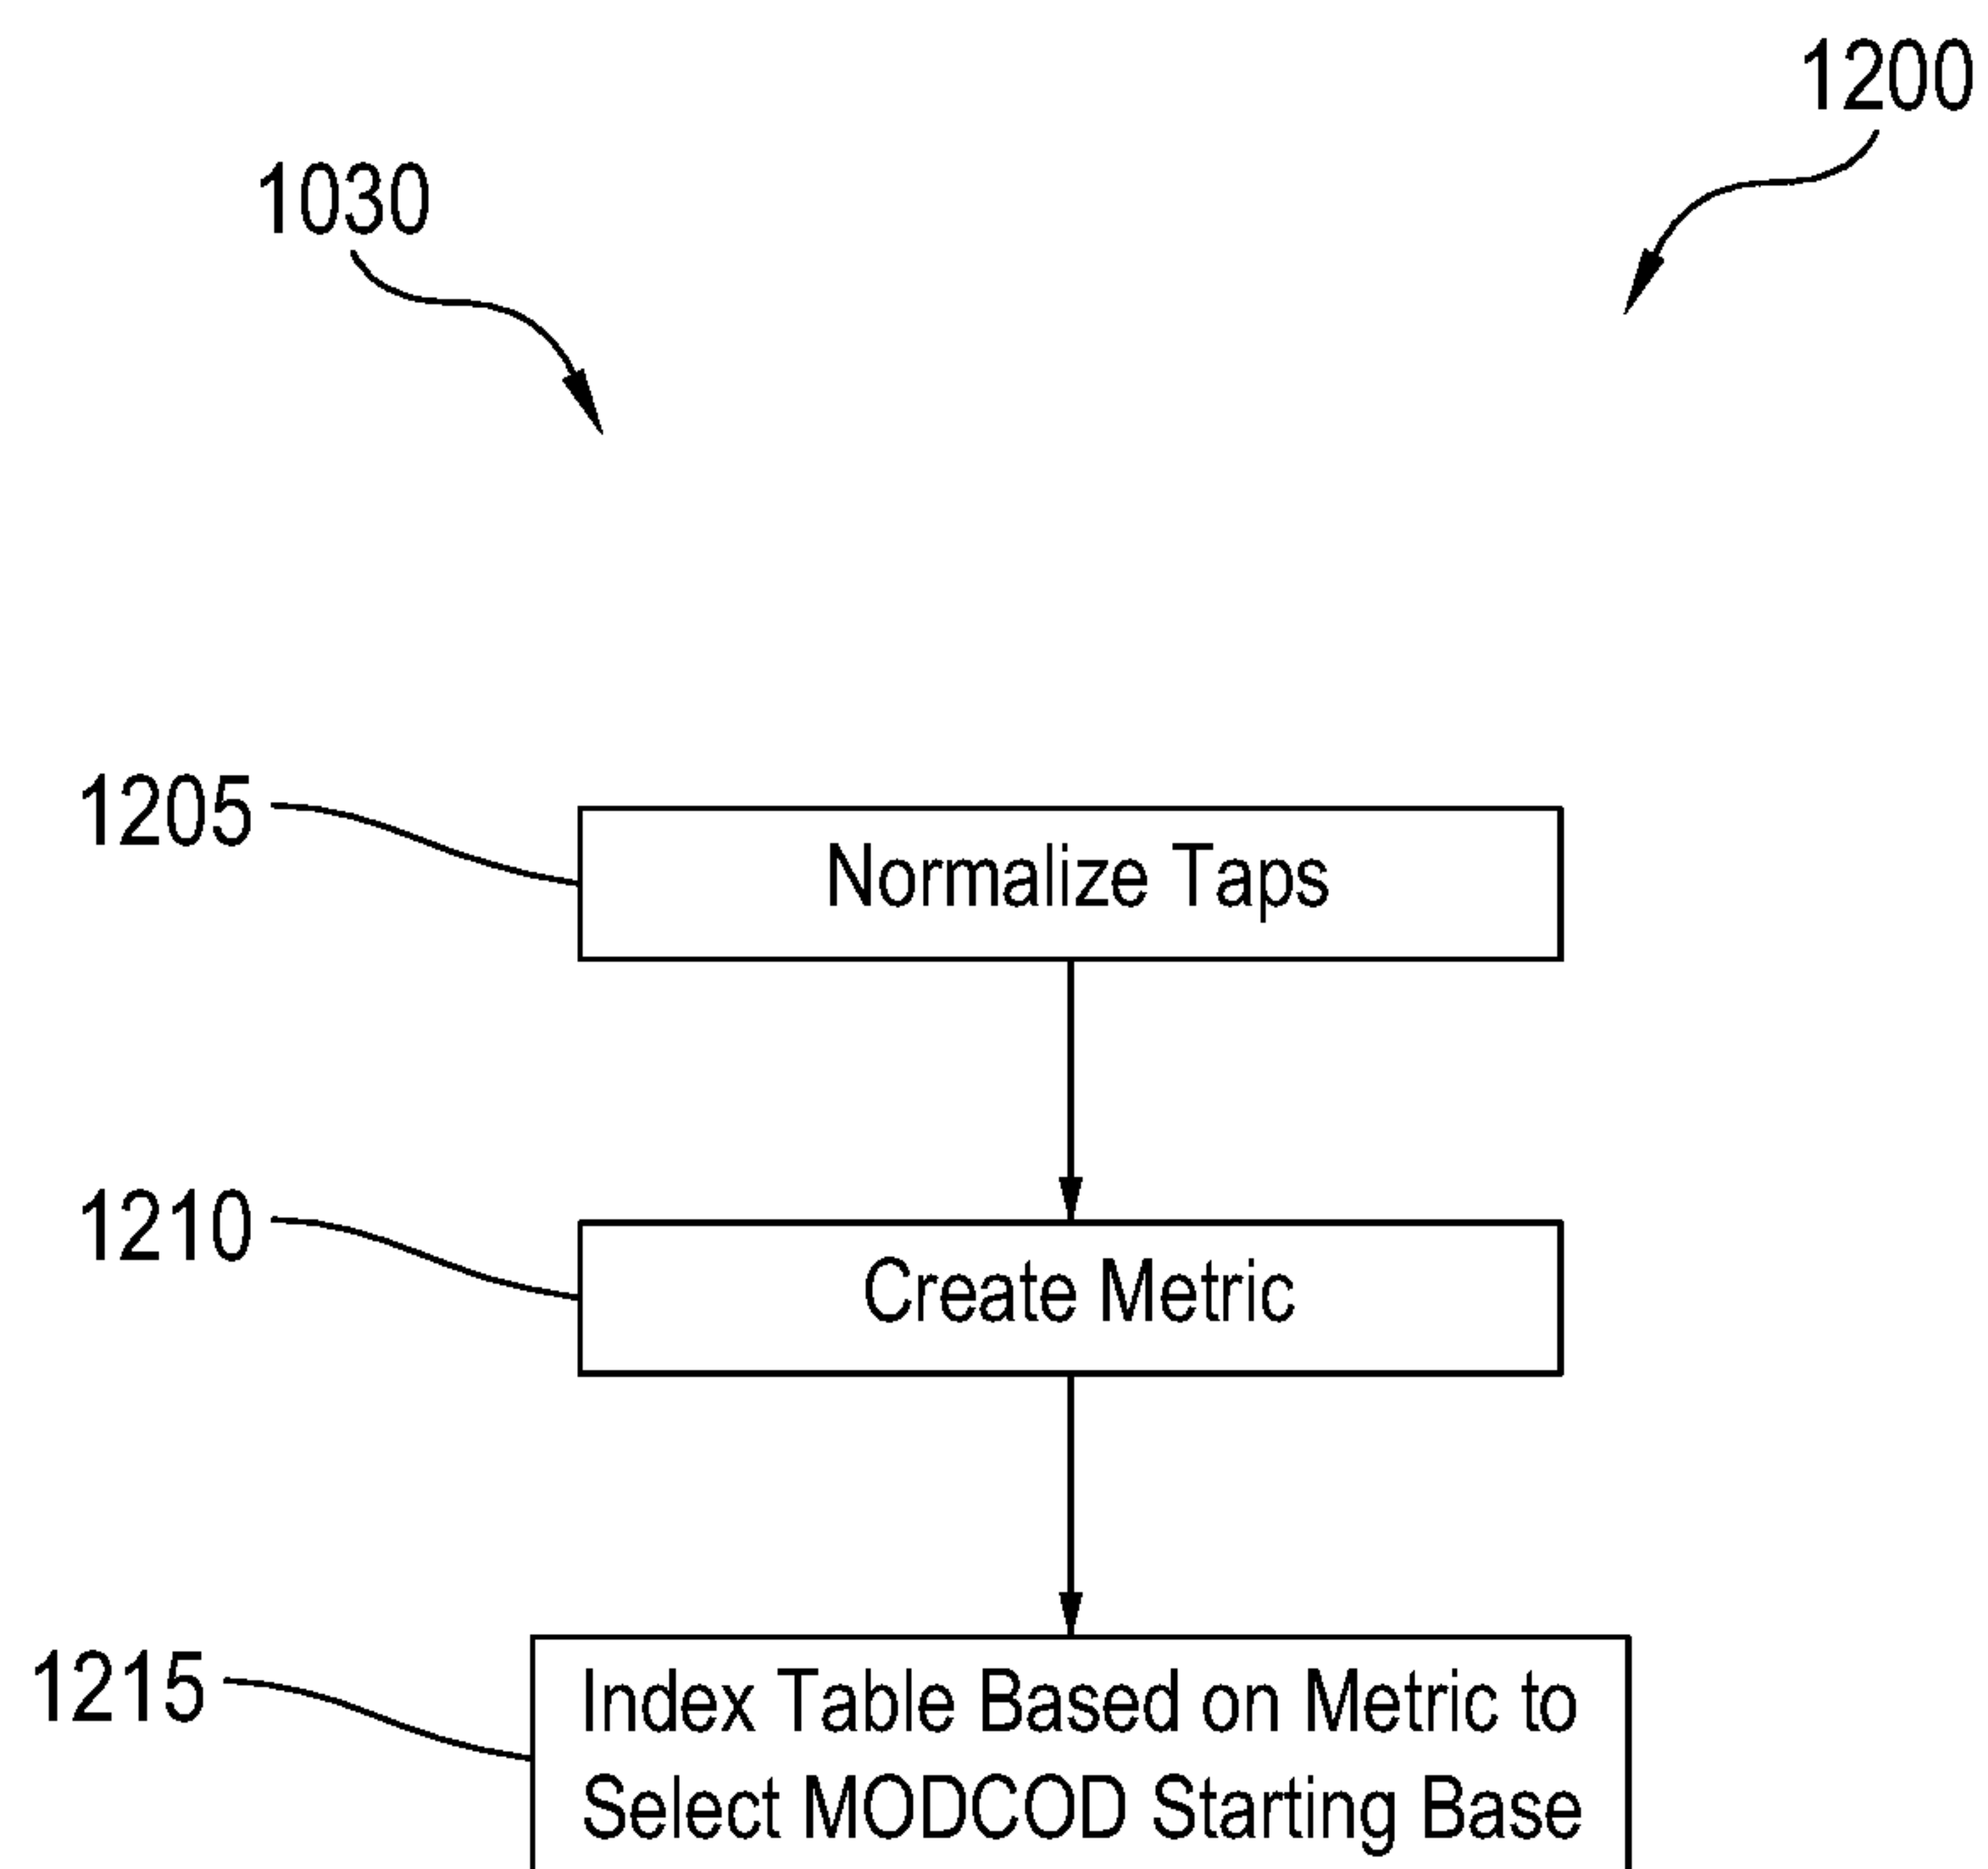 1200
1030
1205
Normalize Taps
1210
Create Metric
1215
Index Table Based on Metric to
Select MODCOD Starting Base